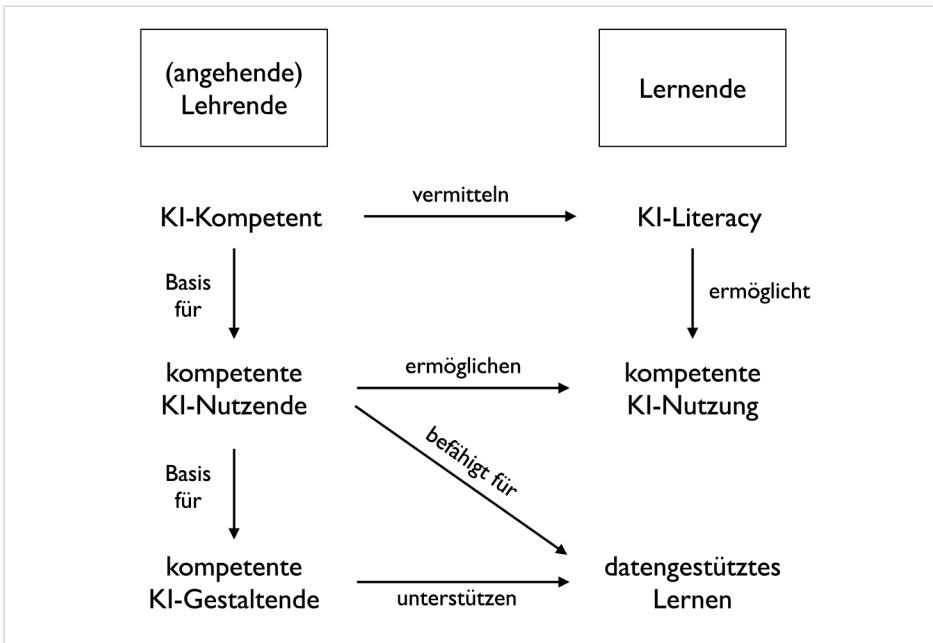 (angehende)
Lehrende
Lernende
KI-Kompetent
vermitteln
KI-Literacy
Basis
für
ermöglicht
kompetente
KI-Nutzende
ermöglichen
kompetente
KI-Nutzung
befähigt für
Basis
für
kompetente
KI-Gestaltende
unterstützen
datengestütztes
Lernen